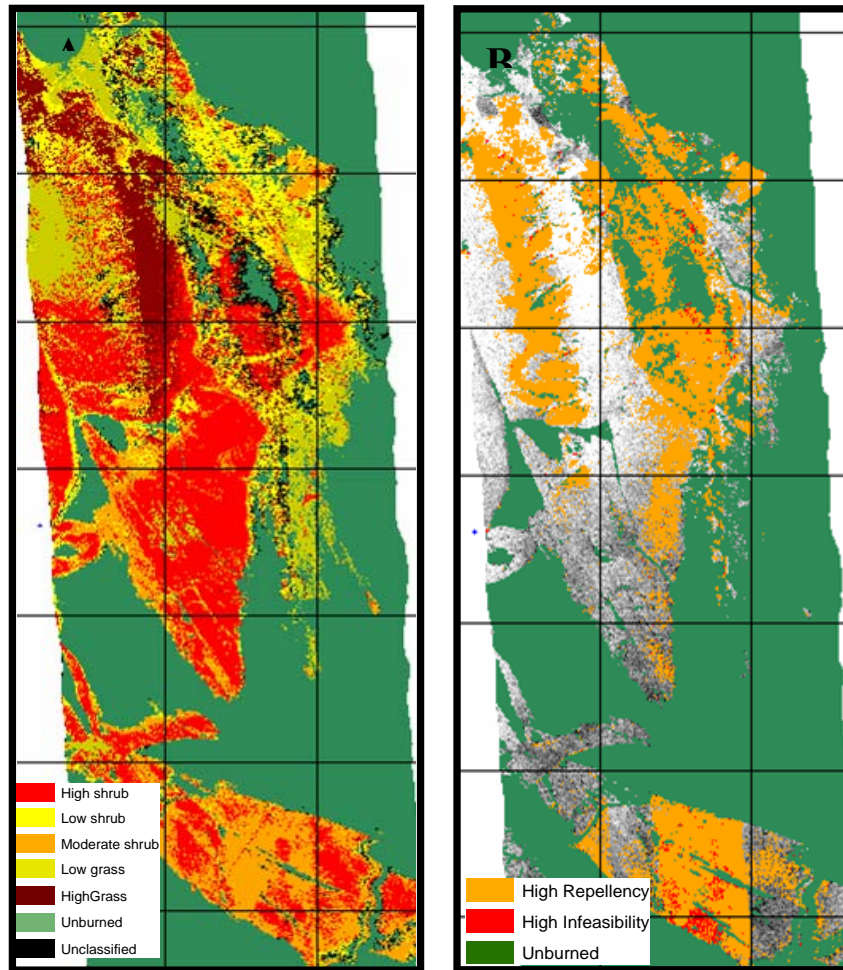 A
High shrub
Low shrub
Moderate shrub
Low grass
HighGrass
Unburned
Unclassified
B
High Repellency
High Infeasibility
Unburned